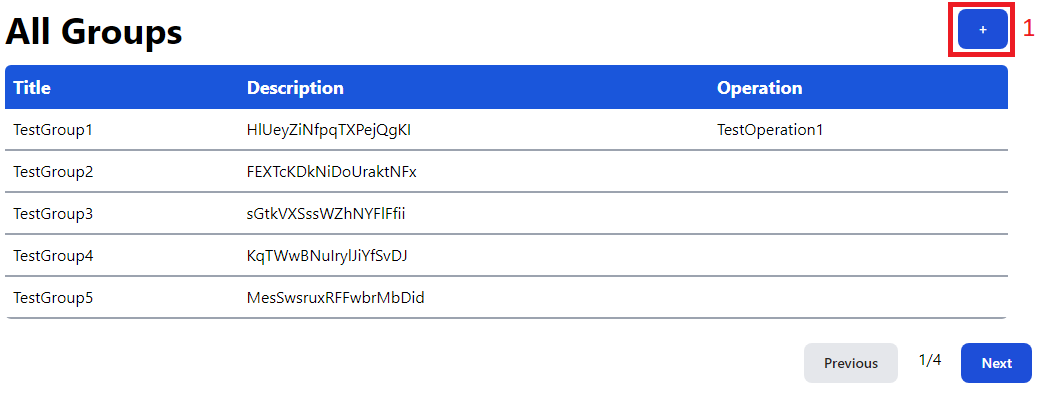 All Groups
+
1
Title Description Operation
TestGroup1 HlUeyZiNfpqTXPejQgKI TestOperation1
TestGroup2 FEXTcKDkNiDoUraktNFx
TestGroup3 sGtkVXSssWZhNYFlFfii
TestGroup4 KqTWwBNuIrylJiYfSvDJ
TestGroup5 MesSwsruxRFFwbrMbDid
Previous 1/4 Next